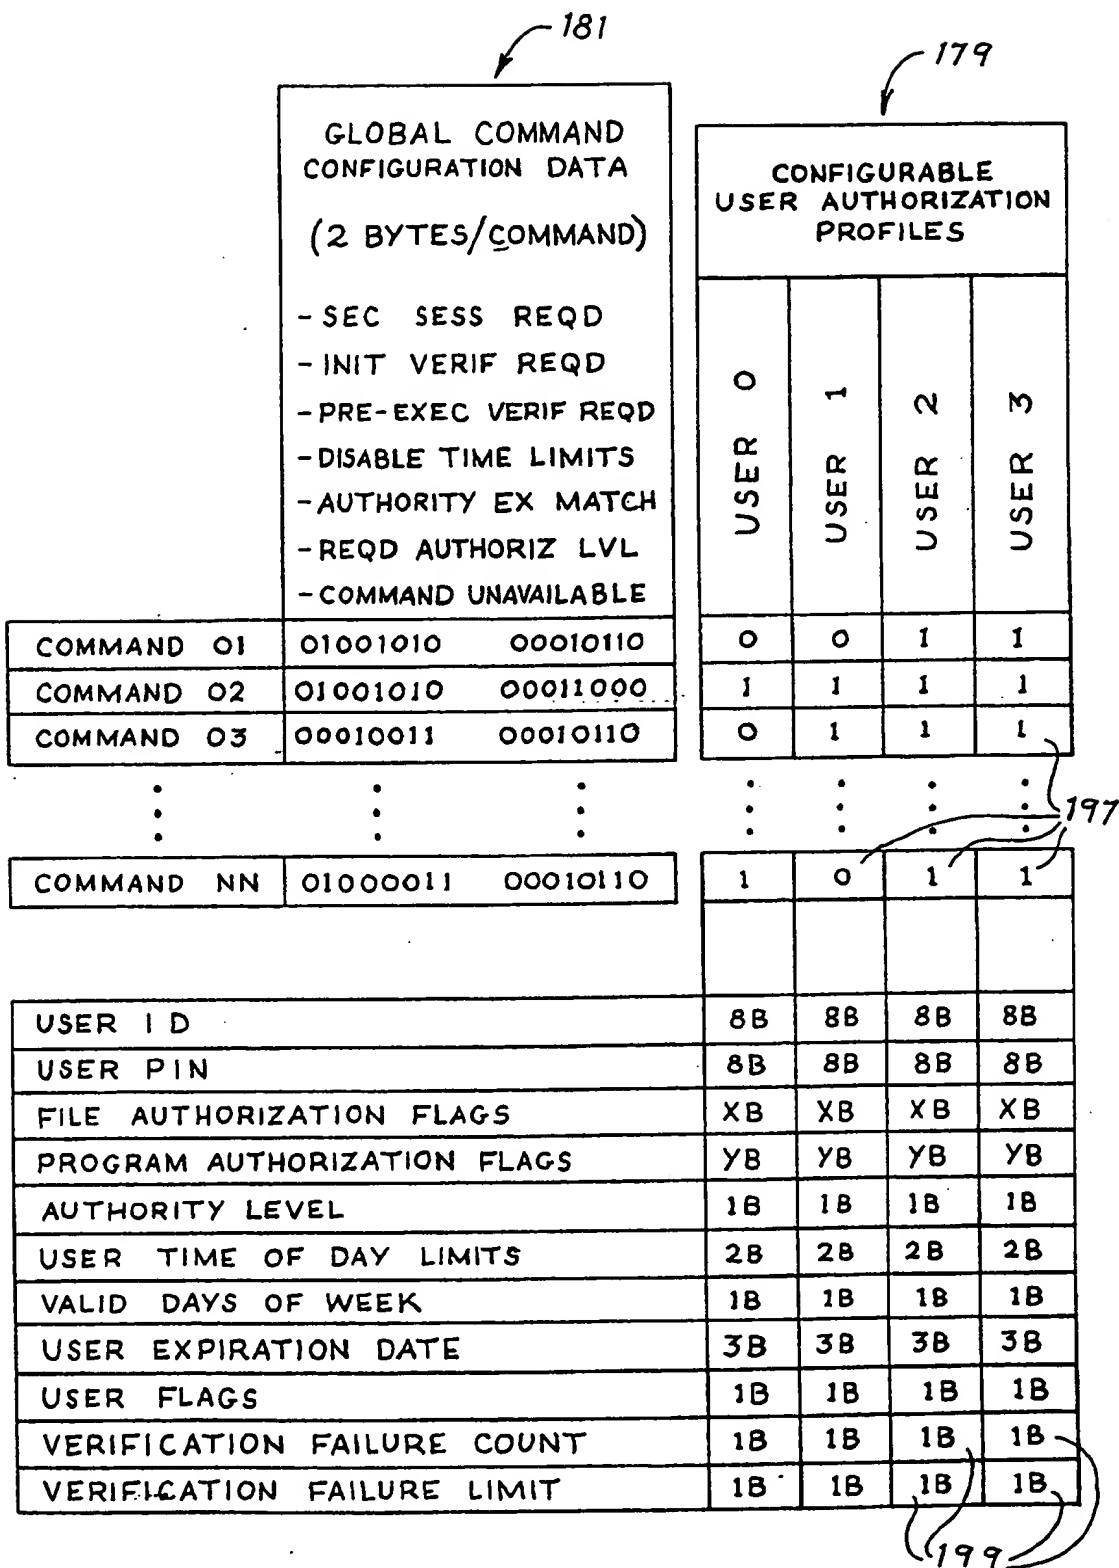 181
179
GLOBAL COMMAND
CONFIGURATION DATA
(2 BYTES/COMMAND)
- SEC SESS REQD
- INIT VERIF REQD
- PRE-EXEC VERIF REQD
- DISABLE TIME LIMITS
- AUTHORITY EX MATCH
- REQD AUTHORIZ LVL
- COMMAND UNAVAILABLE
CONFIGURABLE
USER AUTHORIZATION
PROFILES
USER 0
USER 1
USER 2
USER 3
COMMAND 01 01001010 00010110 0 0 1 1
COMMAND 02 01001010 00011000 1 1 1 1
COMMAND 03 00010011 00010110 0 1 1 1
197
COMMAND NN 01000011 00010110 1 0 1 1
USER ID 8B 8B 8B 8B
USER PIN 8B 8B 8B 8B
FILE AUTHORIZATION FLAGS XB XB XB XB
PROGRAM AUTHORIZATION FLAGS YB YB YB YB
AUTHORITY LEVEL 1B 1B 1B 1B
USER TIME OF DAY LIMITS 2B 2B 2B 2B
VALID DAYS OF WEEK 1B 1B 1B 1B
USER EXPIRATION DATE 3B 3B 3B 3B
USER FLAGS 1B 1B 1B 1B
VERIFICATION FAILURE COUNT 1B 1B 1B 1B
VERIFICATION FAILURE LIMIT 1B 1B 1B 1B
199